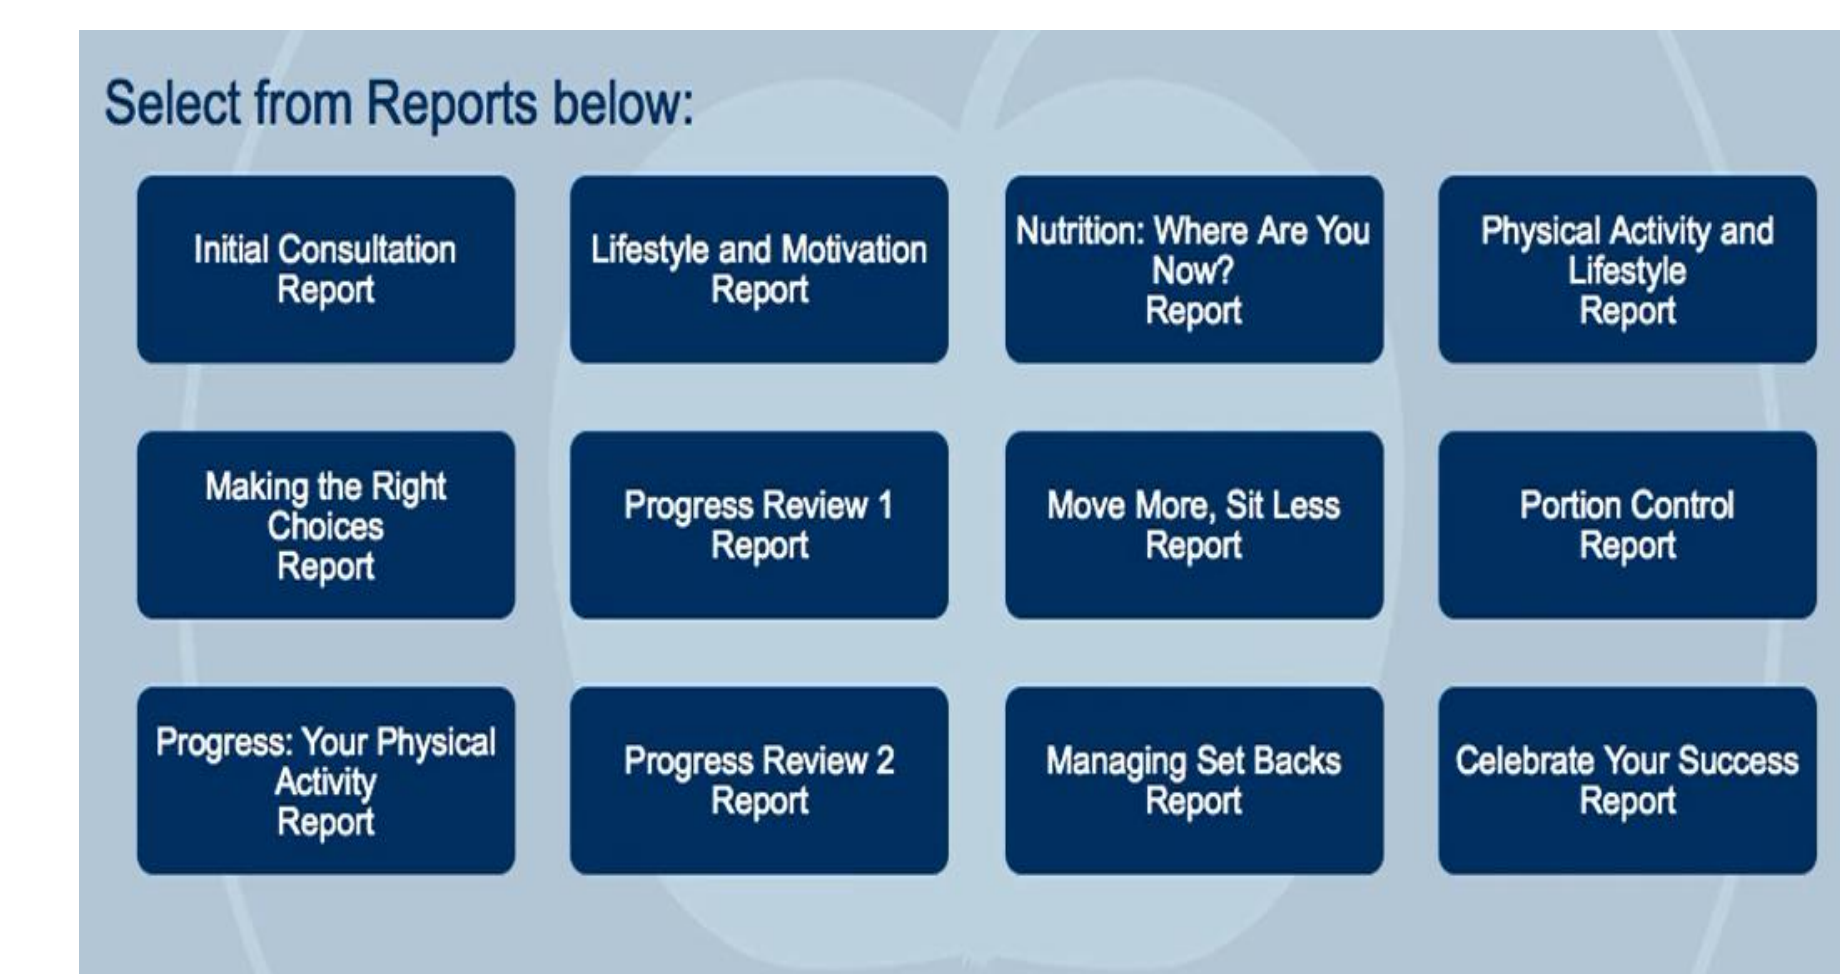 Select from Reports below:
Initial Consultation
Report
Lifestyle and Motivation
Report
Nutrition: Where Are You
Now?
Report
Physical Activity and
Lifestyle
Report
Making the Right
Choices
Report
Progress Review 1
Report
Move More, Sit Less
Report
Portion Control
Report
Progress: Your Physical
Activity
Report
Progress Review 2
Report
Managing Set Backs
Report
Celebrate Your Success
Report